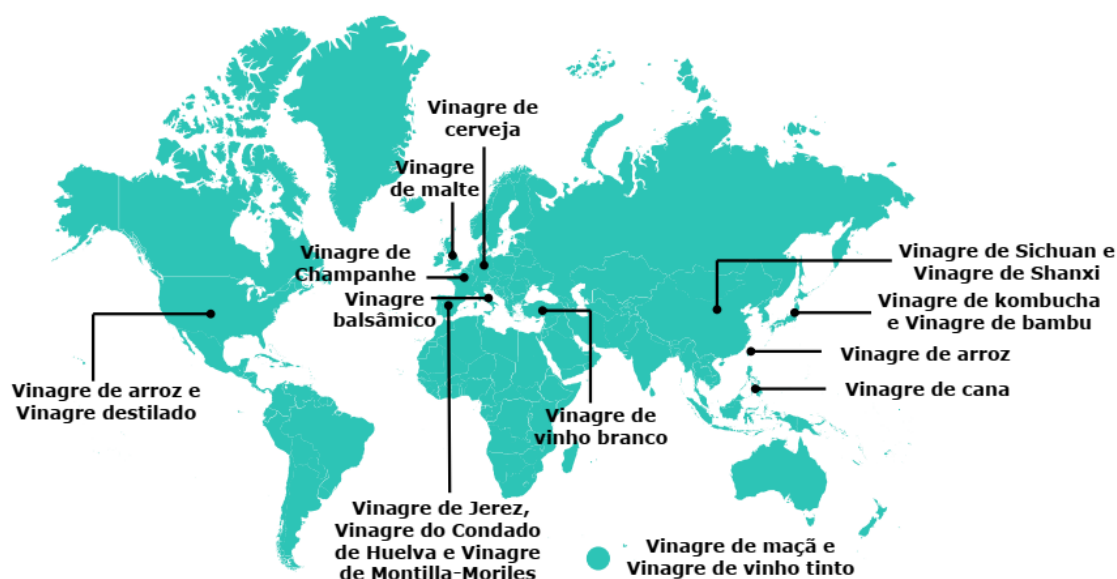 Vinagre de
cerveja
Vinagre
de malte
Vinagre de
Champanhe
Vinagre
balsâmico
Vinagre de Sichuan e
Vinagre de Shanxi
Vinagre de kombucha
e Vinagre de bambu
Vinagre de arroz
Vinagre de cana
Vinagre de arroz e
Vinagre destilado
Vinagre de
vinho branco
Vinagre de Jerez,
Vinagre do Condado
de Huelva e Vinagre
de Montilla-Moriles
Vinagre de maçã e
Vinagre de vinho tinto